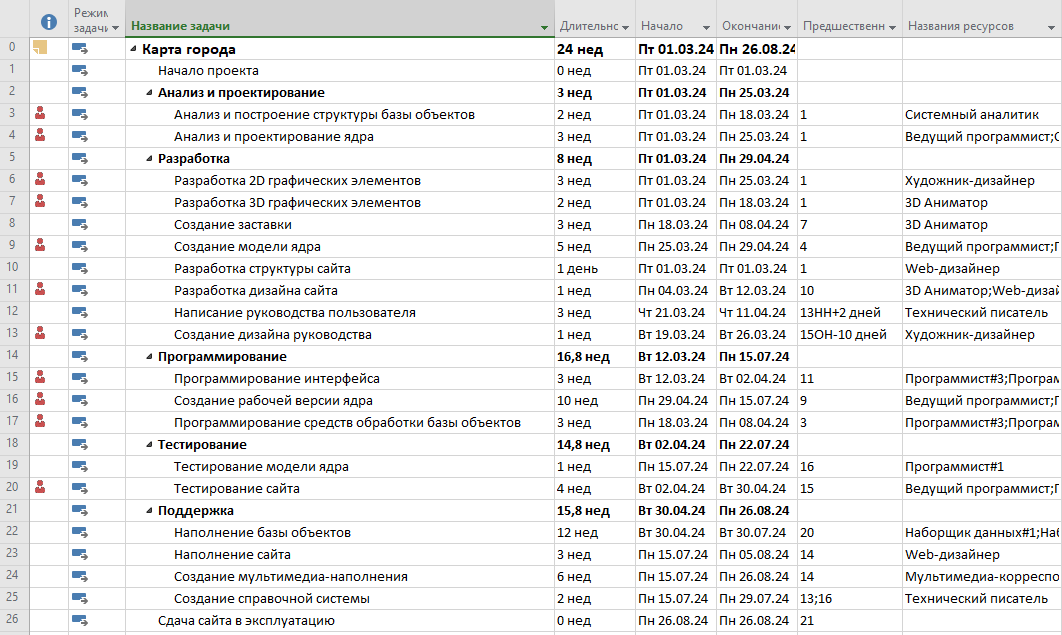 Режим задачи Название задачи Длительнс Начало Окончание Предшественн Названия ресурсов
0 Карта города 24 нед Пт 01.03.24 Пн 26.08.24
1 Начало проекта 0 нед Пт 01.03.24 Пт 01.03.24
2 Анализ и проектирование 3 нед Пт 01.03.24 Пн 25.03.24
3 Анализ и построение структуры базы объектов 2 нед Пт 01.03.24 Пн 18.03.24 1 Системный аналитик
4 Анализ и проектирование ядра 3 нед Пт 01.03.24 Пн 25.03.24 1 Ведущий программист;С
5 Разработка 8 нед Пт 01.03.24 Пн 29.04.24
6 Разработка 2D графических элементов 3 нед Пт 01.03.24 Пн 25.03.24 1 Художник-дизайнер
7 Разработка 3D графических элементов 2 нед Пт 01.03.24 Пн 18.03.24 1 3D Аниматор
8 Создание заставки 3 нед Пн 18.03.24 Пн 08.04.24 7 3D Аниматор
9 Создание модели ядра 5 нед Пн 25.03.24 Пн 29.04.24 4 Ведущий программист;П
10 Разработка структуры сайта 1 день Пт 01.03.24 Пт 01.03.24 1 Web-дизайнер
11 Разработка дизайна сайта 1 нед Пн 04.03.24 Вт 12.03.24 10 3D Аниматор;Web-дизай
12 Написание руководства пользователя 3 нед Чт 21.03.24 Чт 11.04.24 13НН+2 дней Технический писатель
13 Создание дизайна руководства 1 нед Вт 19.03.24 Вт 26.03.24 15ОН-10 дней Художник-дизайнер
14 Программирование 16,8 нед Вт 12.03.24 Пн 15.07.24
15 Программирование интерфейса 3 нед Вт 12.03.24 Вт 02.04.24 11 Программист#3;Програм
16 Создание рабочей версии ядра 10 нед Пн 29.04.24 Пн 15.07.24 9 Ведущий программист;П
17 Программирование средств обработки базы объектов 3 нед Пн 18.03.24 Пн 08.04.24 3 Программист#3;Програм
18 Тестирование 14,8 нед Вт 02.04.24 Пн 22.07.24
19 Тестирование модели ядра 1 нед Пн 15.07.24 Пн 22.07.24 16 Программист#1
20 Тестирование сайта 4 нед Вт 02.04.24 Вт 30.04.24 15 Ведущий программист;П
21 Поддержка 15,8 нед Вт 30.04.24 Пн 26.08.24
22 Наполнение базы объектов 12 нед Вт 30.04.24 Вт 30.07.24 20 Наборщик данных#1;Наб
23 Наполнение сайта 3 нед Пн 15.07.24 Пн 05.08.24 14 Web-дизайнер
24 Создание мультимедиа-наполнения 6 нед Пн 15.07.24 Пн 26.08.24 14 Мультимедиа-корреспо
25 Создание справочной системы 2 нед Пн 15.07.24 Пн 29.07.24 13;16 Технический писатель
26 Сдача сайта в эксплуатацию 0 нед Пн 26.08.24 Пн 26.08.24 21